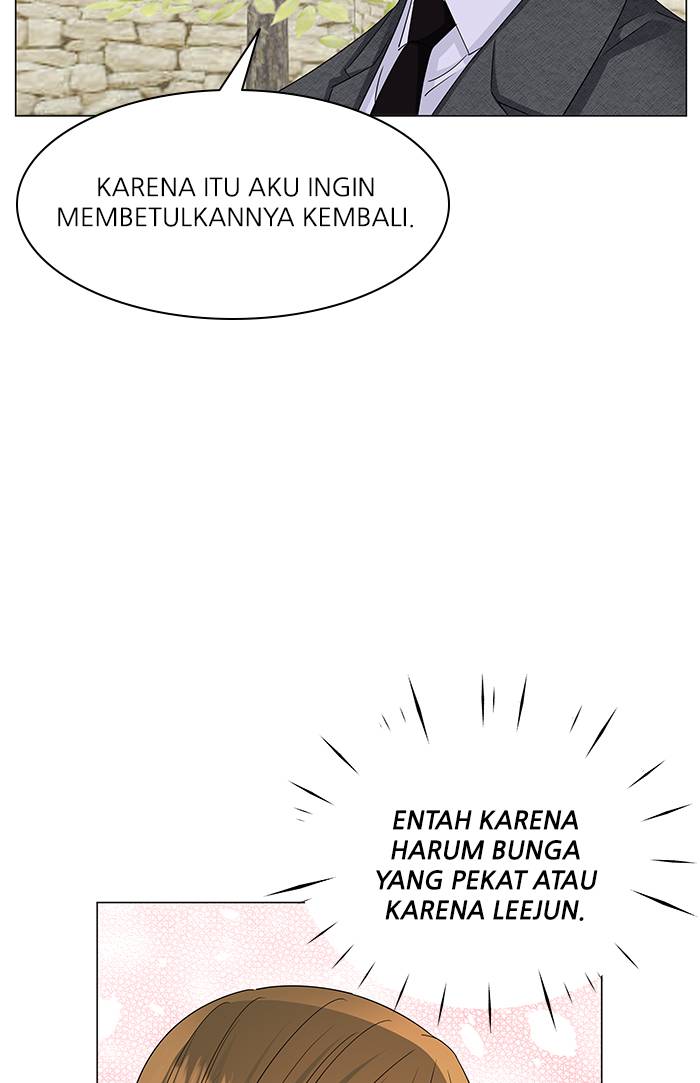 KARENA ITU AKU INGIN
MEMBETULKANNYA KEMBALI.
ENTAH KARENA
HARUM BUNGA
YANG PEKAT ATAU
KARENA LEEJUN.